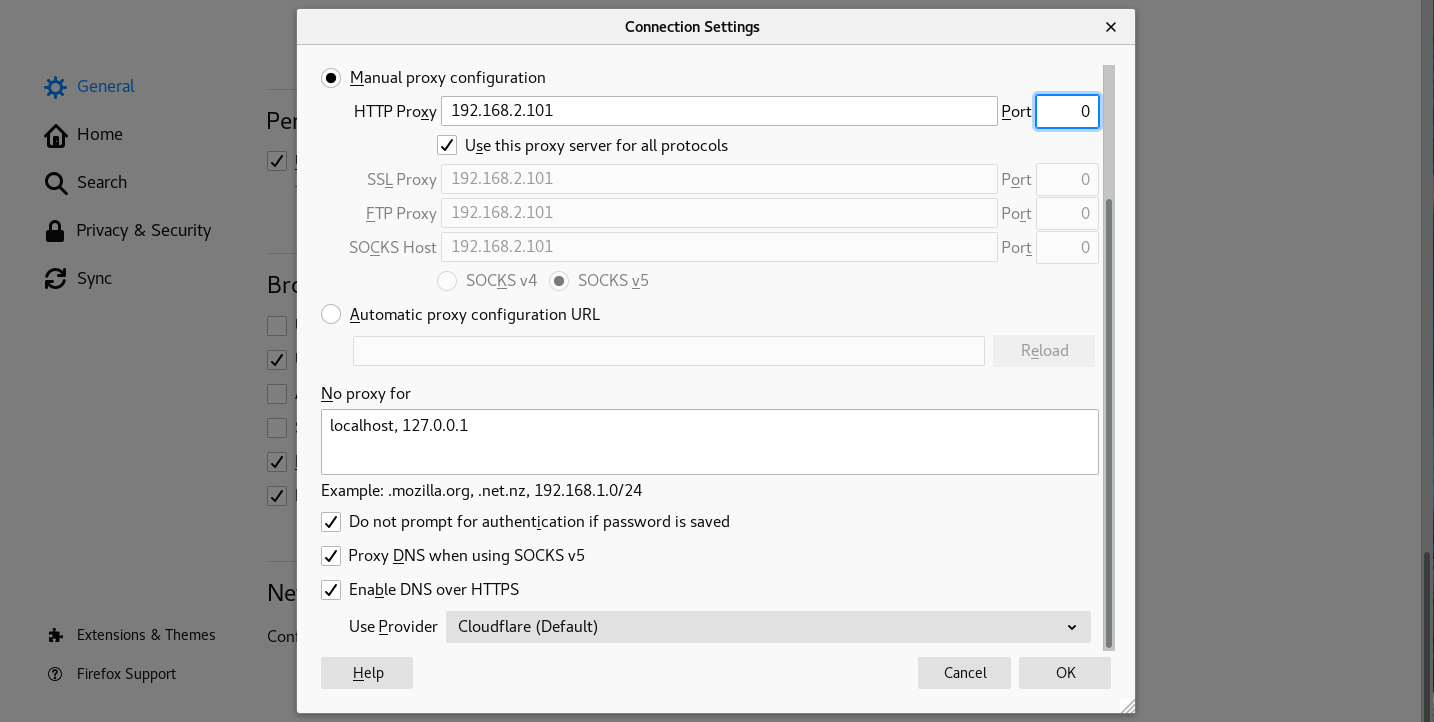 Connection Settings
General
Home
Search
Privacy & Security
Sync
Extensions & Themes
Firefox Support
Manual proxy configuration
HTTP Proxy 192.168.2.101 Port 0
Use this proxy server for all protocols
SSL Proxy 192.168.2.101 Port 0
FTP Proxy 192.168.2.101 Port 0
SOCKS Host 192.168.2.101 Port 0
SOCKS v4 SOCKS v5
Automatic proxy configuration URL
Reload
No proxy for
localhost, 127.0.0.1
Example: .mozilla.org, .net.nz, 192.168.1.0/24
Do not prompt for authentication if password is saved
Proxy DNS when using SOCKS v5
Enable DNS over HTTPS
Use Provider Cloudflare (Default)
Help Cancel OK